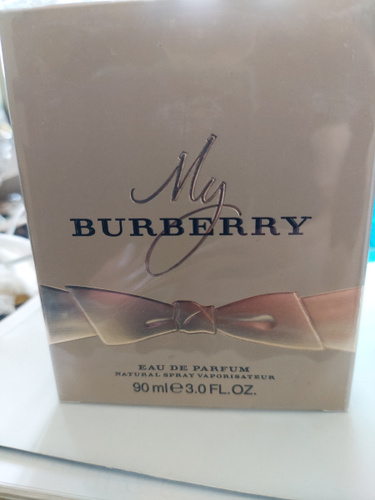 My
BURBERRY
EAU DE PARFUM
NATURAL SPRAY VAPORISATEUR
90 ml ℮ 3.0 FL.OZ.